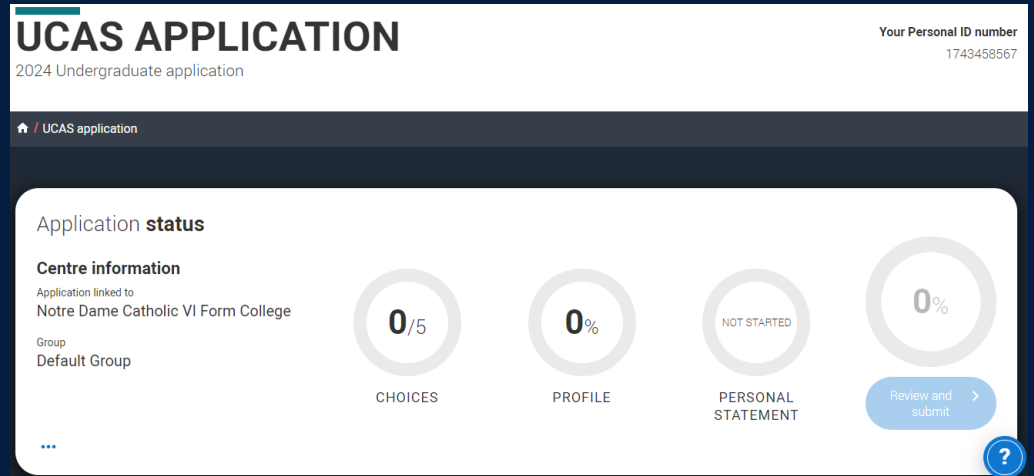 UCAS APPLICATION
2024 Undergraduate application
Your Personal ID number
1743458567
/ UCAS application
Application status
Centre information
Application linked to
Notre Dame Catholic VI Form College
Group
Default Group
0/5
CHOICES
0%
PROFILE
NOT STARTED
PERSONAL
STATEMENT
0%
Review and
submit
?